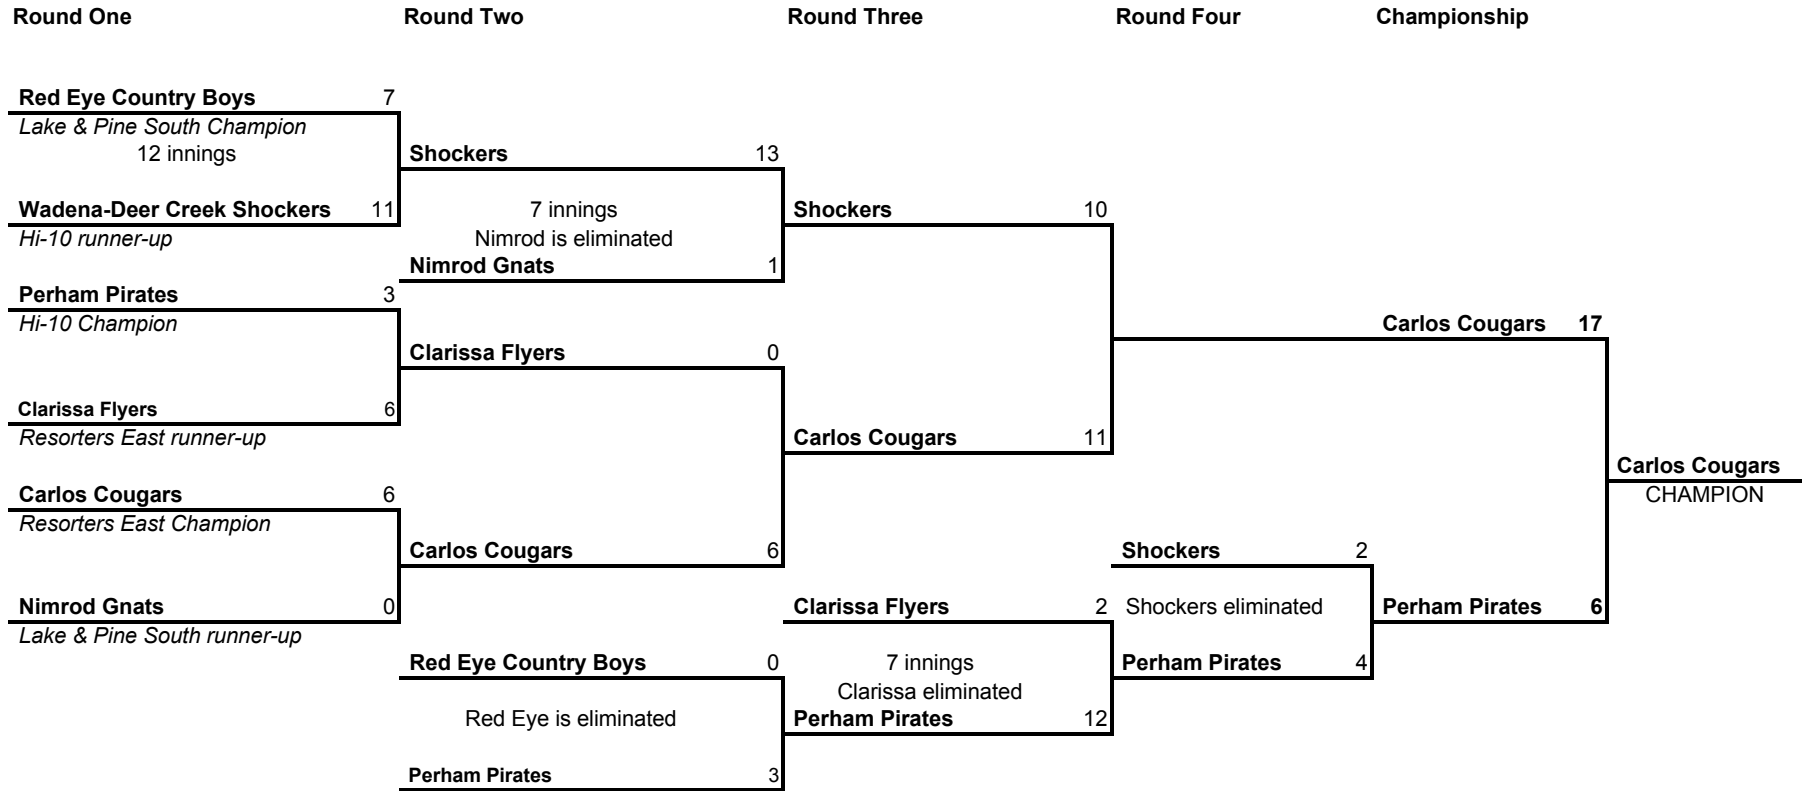 Round One Round Two Round Three Round Four Championship
Red Eye Country Boys 7
Lake & Pine South Champion
12 innings
Wadena-Deer Creek Shockers 11
Hi-10 runner-up
Perham Pirates 3
Hi-10 Champion
Clarissa Flyers 6
Resorters East runner-up
Carlos Cougars 6
Resorters East Champion
Nimrod Gnats 0
Lake & Pine South runner-up
Shockers 13
7 innings
Nimrod is eliminated
Nimrod Gnats 1
Clarissa Flyers 0
Carlos Cougars 6
Red Eye Country Boys 0
Red Eye is eliminated
Perham Pirates 3
Shockers 10
Carlos Cougars 11
Clarissa Flyers 2
7 innings
Clarissa eliminated
Perham Pirates 12
Shockers 2
Shockers eliminated
Perham Pirates 4
Carlos Cougars 17
Perham Pirates 6
Carlos Cougars
CHAMPION